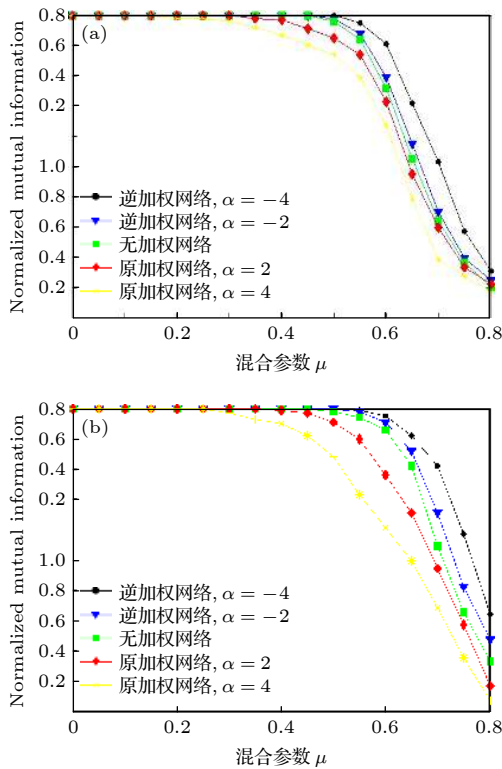 (a)
Normalized mutual information
0.8
0.6
0.4
0.2
1.0
0.8
0.6
0.4
0.2
逆加权网络, α = −4
逆加权网络, α = −2
无加权网络
原加权网络, α = 2
原加权网络, α = 4
0 0.2 0.4 0.6 0.8
混合参数 μ
(b)
Normalized mutual information
0.8
0.6
0.4
0.2
1.0
0.8
0.6
0.4
0.2
逆加权网络, α = −4
逆加权网络, α = −2
无加权网络
原加权网络, α = 2
原加权网络, α = 4
0 0.2 0.4 0.6 0.8
混合参数 μ